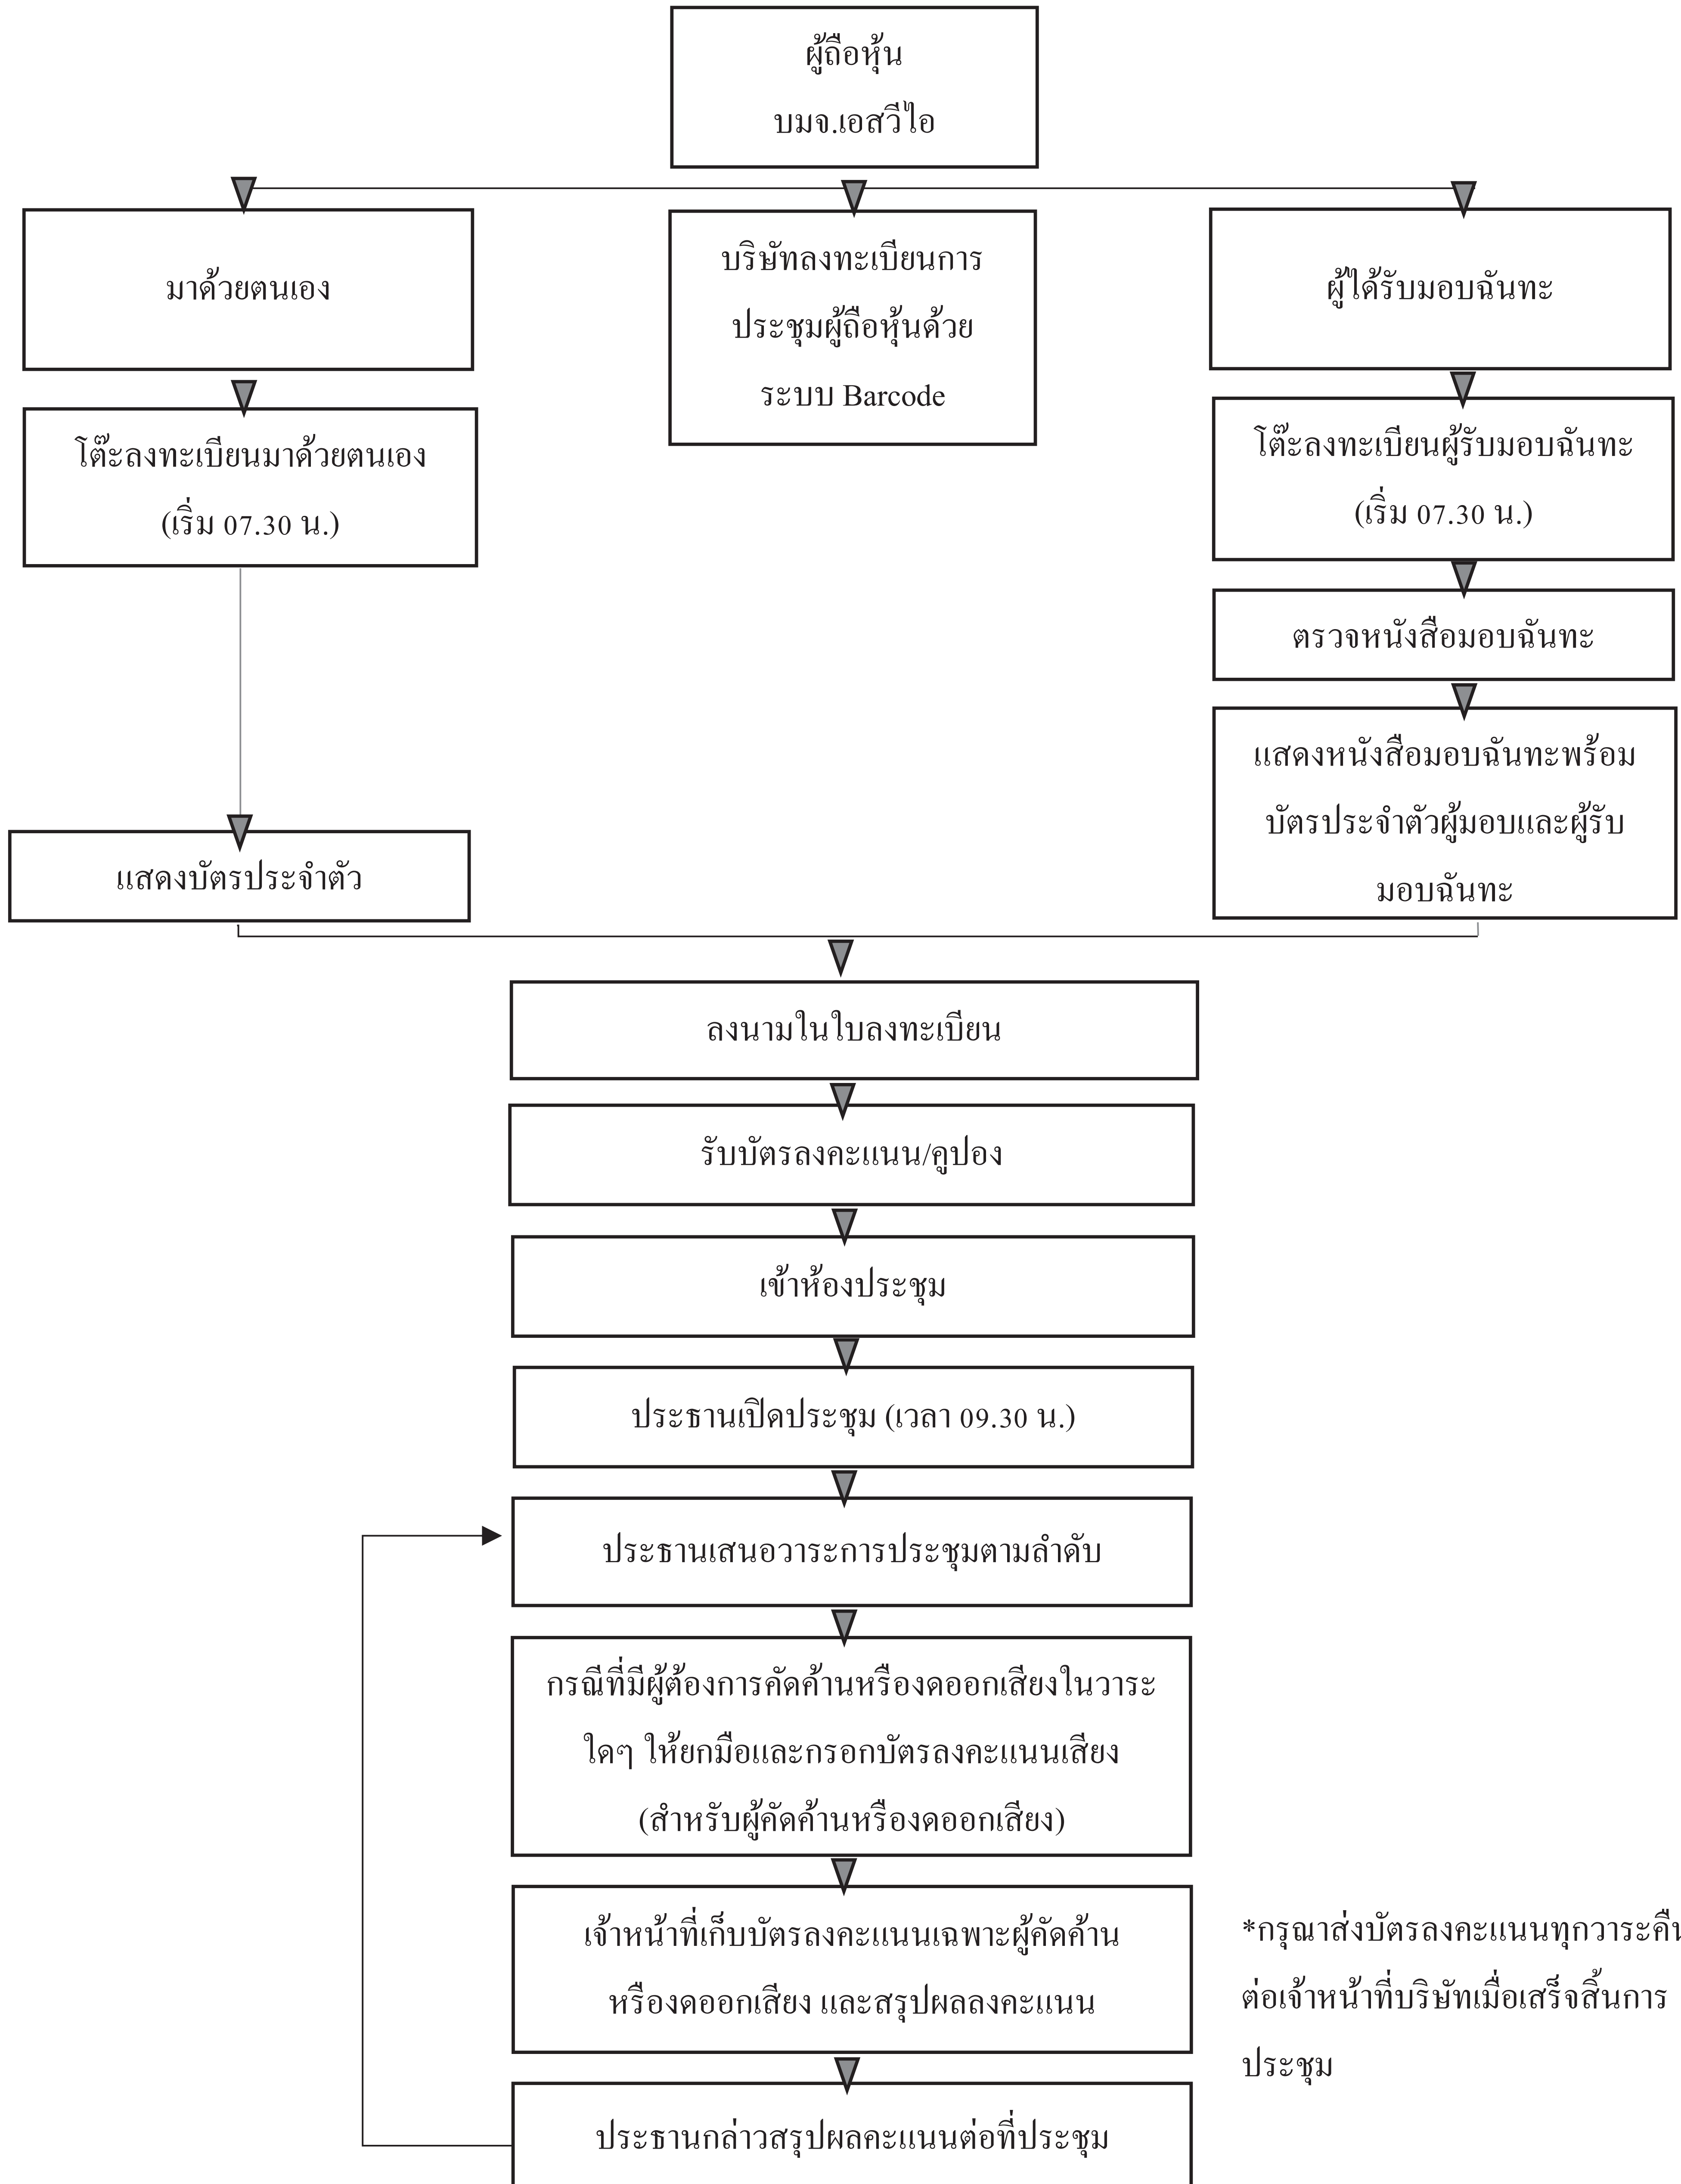 ผู้ถือหุ้น
บมจ.เอสวีไอ
มาด้วยตนเอง
บริษัทลงทะเบียนการ
ประชุมผู้ถือหุ้นด้วย
ระบบ Barcode
ผู้ได้รับมอบฉันทะ
โต๊ะลงทะเบียนมาด้วยตนเอง
(เริ่ม 07.30 น.)
โต๊ะลงทะเบียนผู้รับมอบฉันทะ
(เริ่ม 07.30 น.)
ตรวจหนังสือมอบฉันทะ
แสดงหนังสือมอบฉันทะพร้อม
บัตรประจำตัวผู้มอบและผู้รับ
มอบฉันทะ
แสดงบัตรประจำตัว
ลงนามในใบลงทะเบียน
รับบัตรลงคะแนน/คูปอง
เข้าห้องประชุม
ประธานเปิดประชุม (เวลา 09.30 น.)
ประธานเสนอวาระการประชุมตามลำดับ
กรณีที่มีผู้ต้องการคัดค้านหรืองดออกเสียงในวาระ
ใดๆ ให้ยกมือและกรอกบัตรลงคะแนนเสียง
(สำหรับผู้คัดค้านหรืองดออกเสียง)
เจ้าหน้าที่เก็บบัตรลงคะแนนเฉพาะผู้คัดค้าน
หรืองดออกเสียง และสรุปผลลงคะแนน
*กรุณาส่งบัตรลงคะแนนทุกวาระคืน
ต่อเจ้าหน้าที่บริษัทเมื่อเสร็จสิ้นการ
ประชุม
ประธานกล่าวสรุปผลคะแนนต่อที่ประชุม